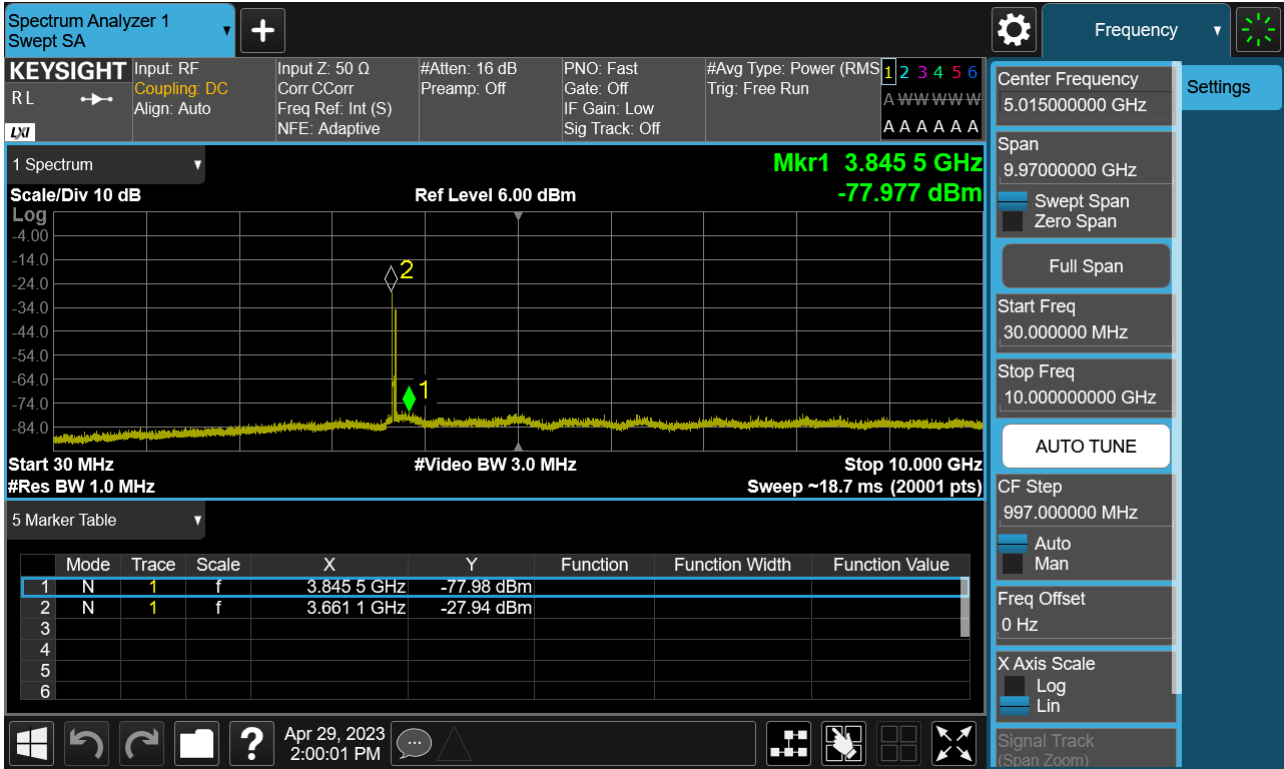 Spectrum Analyzer 1
Swept SA
Frequency
KEYSIGHT
R L
LXI
Input: RF
Coupling: DC
Align: Auto
Input Z: 50 Ω
Corr CCorr
Freq Ref: Int (S)
NFE: Adaptive
#Atten: 16 dB
Preamp: Off
PNO: Fast
Gate: Off
IF Gain: Low
Sig Track: Off
#Avg Type: Power (RMS
Trig: Free Run
1 2 3 4 5 6
A W W W W W
A A A A A A
1 Spectrum
Mkr1 3.845 5 GHz
-77.977 dBm
Scale/Div 10 dB
Ref Level 6.00 dBm
Log
-4.00
-14.0
-24.0
-34.0
-44.0
-54.0
-64.0
-74.0
-84.0
2
1
Start 30 MHz
#Video BW 3.0 MHz
Stop 10.000 GHz
#Res BW 1.0 MHz
Sweep ~18.7 ms (20001 pts)
5 Marker Table
Mode Trace Scale X Y Function Function Width Function Value
1 N 1 f 3.845 5 GHz -77.98 dBm
2 N 1 f 3.661 1 GHz -27.94 dBm
3
4
5
6
?
Apr 29, 2023
2:00:01 PM
Center Frequency
5.015000000 GHz
Settings
Span
9.97000000 GHz
Swept Span
Zero Span
Full Span
Start Freq
30.000000 MHz
Stop Freq
10.000000000 GHz
AUTO TUNE
CF Step
997.000000 MHz
Auto
Man
Freq Offset
0 Hz
X Axis Scale
Log
Lin
Signal Track
(Span Zoom)